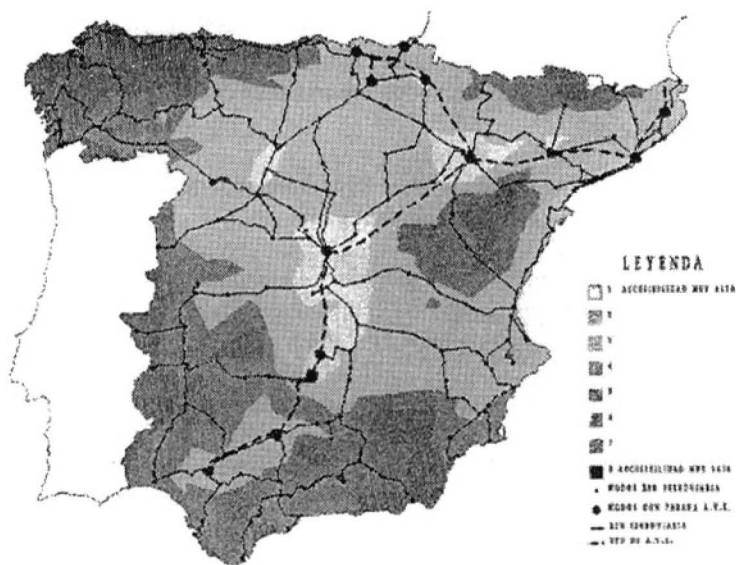 LEYENDA
1 ACCESIBILIDAD MUY ALTA
2
3
4
5
6
7
8 ACCESIBILIDAD MUY BAJA
NODOS RED FERROVIARIA
NODOS CON PARADA A.V.E.
RED FERROVIARIA
RED DE A.V.E.